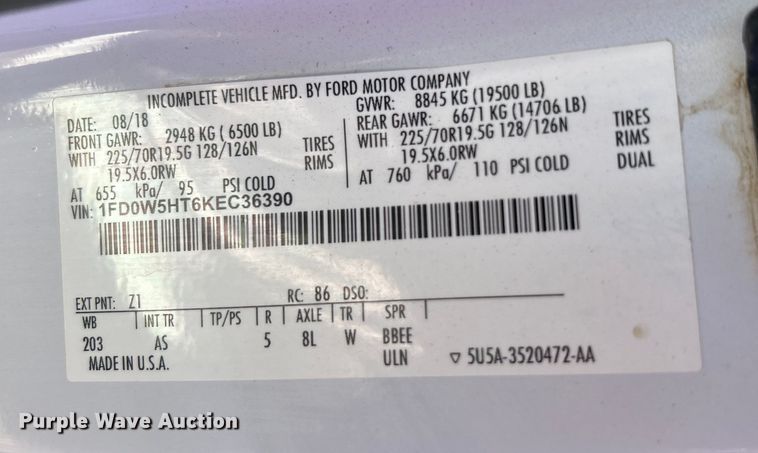 INCOMPLETE VEHICLE MFD. BY FORD MOTOR COMPANY
DATE: 08/18 GVWR: 8845 KG (19500 LB)
FRONT GAWR: 2948 KG ( 6500 LB) REAR GAWR: 6671 KG (14706 LB)
WITH 225/70R19.5G 128/126N TIRES WITH 225/70R19.5G 128/126N TIRES
19.5X6.0RW RIMS 19.5X6.0RW RIMS
AT 655 kPa/ 95 PSI COLD AT 760 kPa/ 110 PSI COLD DUAL
VIN: 1FD0W5HT6KEC36390
EXT PNT: Z1 RC: 86 DSO:
WB INT TR TP/PS R AXLE TR SPR
203 AS 5 8L W BBEE
MADE IN U.S.A. ULN 5U5A-3520472-AA
Purple Wave Auction